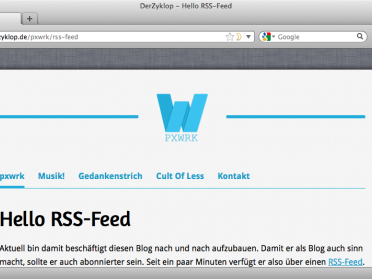 DerZyklop – Hello RSS-Feed
zyklop.de/pxwrk/rss-feed
Google
PXWRK
pxwrk Musik! Gedankenstrich Cult Of Less Kontakt
Hello RSS-Feed
Aktuell bin damit beschäftigt diesen Blog nach und nach aufzubauen. Damit er als Blog auch sinn
macht, sollte er auch abonnierter sein. Seit ein paar Minuten verfügt er also über einen RSS-Feed.